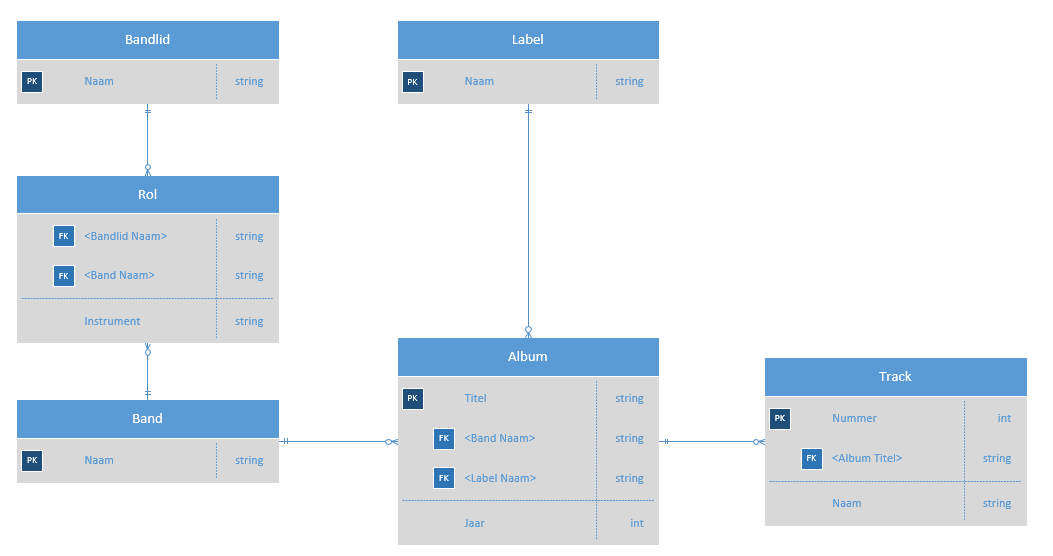 Bandlid
PK Naam string
Label
PK Naam string
Rol
FK <Bandlid Naam> string
FK <Band Naam> string
Instrument string
Band
PK Naam string
Album
PK Titel string
FK <Band Naam> string
FK <Label Naam> string
Jaar int
Track
PK Nummer int
FK <Album Titel> string
Naam string